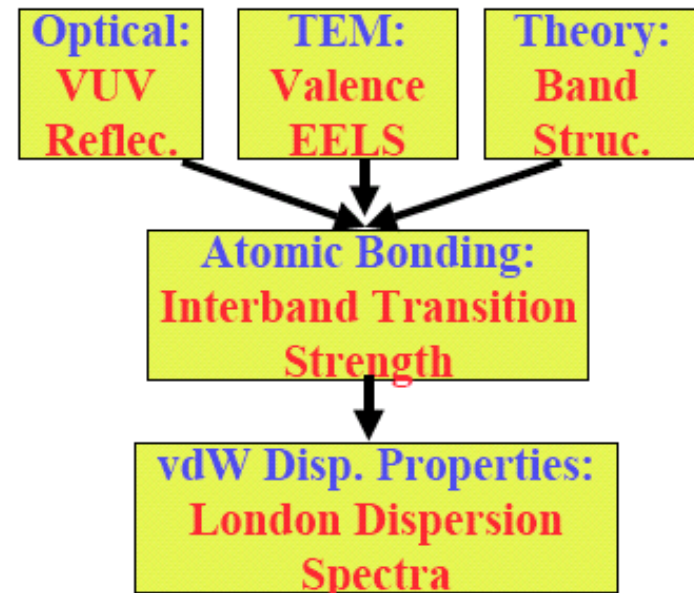 Optical:
VUV
Reflec.
TEM:
Valence
EELS
Theory:
Band
Struc.
Atomic Bonding:
Interband Transition
Strength
vdW Disp. Properties:
London Dispersion
Spectra